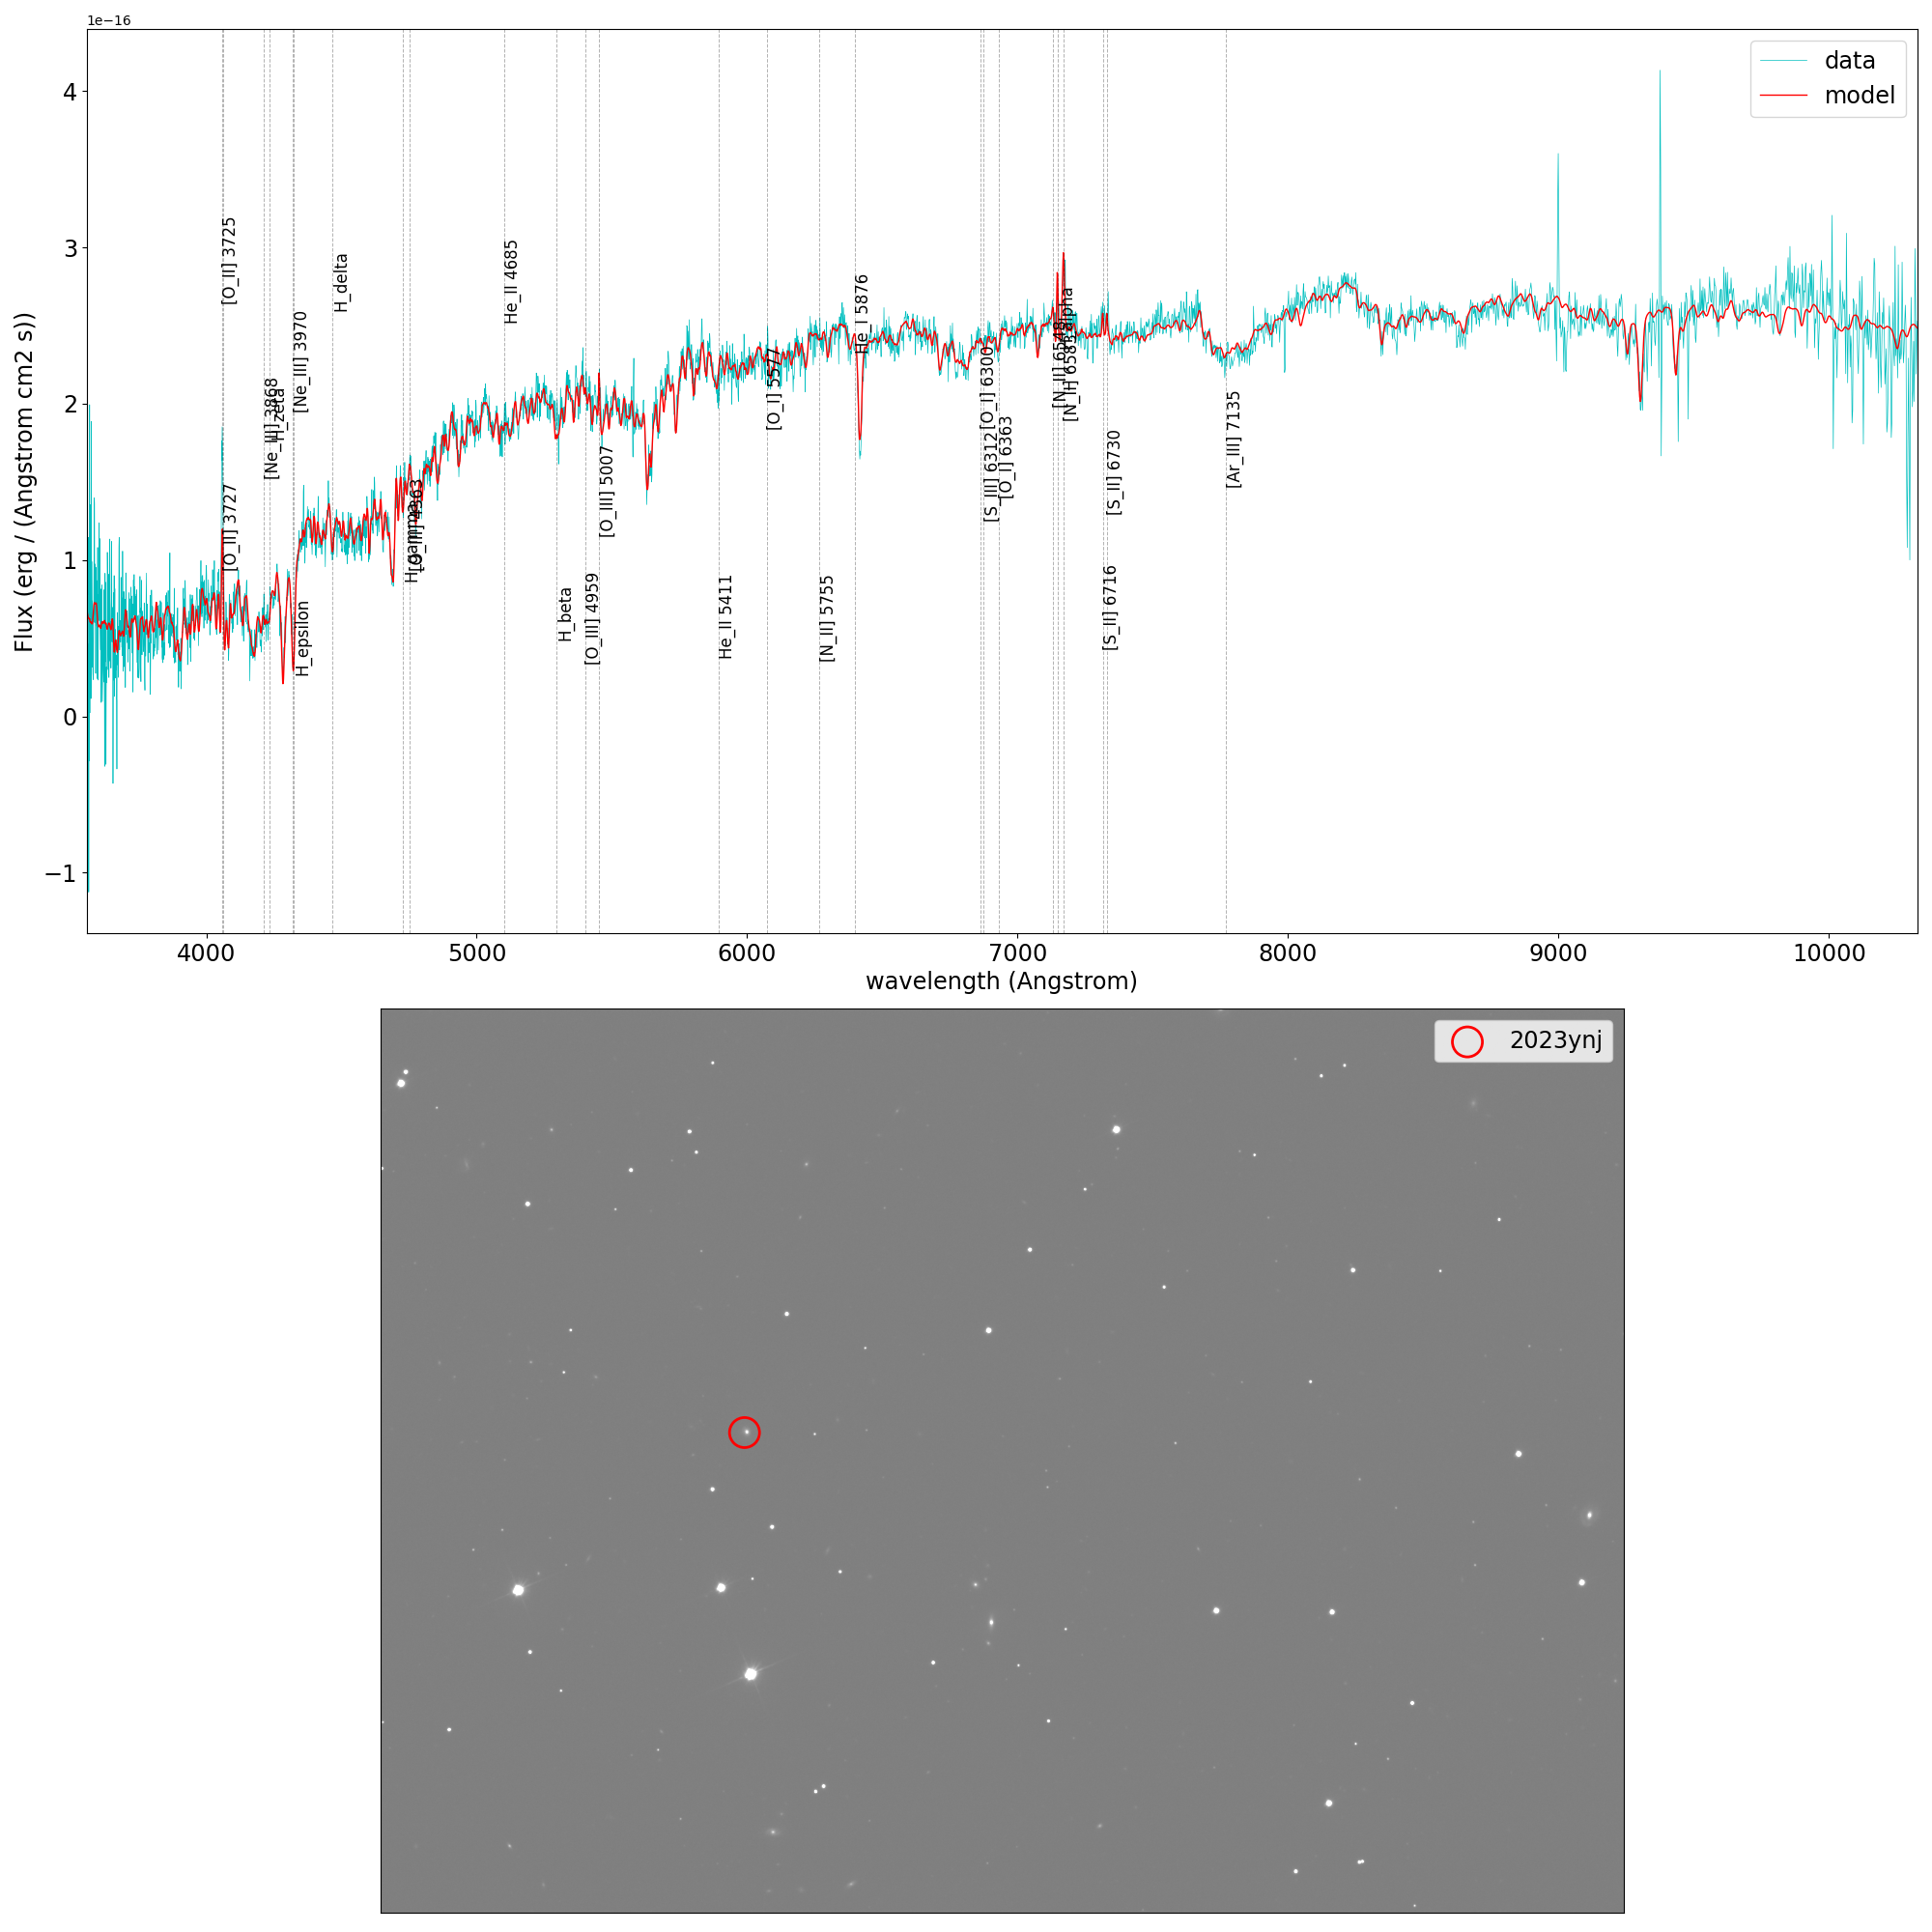 1e−16
data
model
4
3
2
1
0
−1
Flux (erg / (Angstrom cm2 s))
[O_II] 3725
[O_II] 3727
[Ne_III] 3868
H_zeta
[Ne_III] 3970
H_epsilon
H_delta
H_gamma
[O_III] 4363
He_II 4685
H_beta
[O_III] 4959
[O_III] 5007
He_II 5411
[O_I] 5577
[N_II] 5755
He_I 5876
[O_I] 6300
[S_III] 6312
[O_I] 6363
[N_II] 6548
H_alpha
[N_II] 6583
[S_II] 6716
[S_II] 6730
[Ar_III] 7135
4000 5000 6000 7000 8000 9000 10000
wavelength (Angstrom)
2023ynj